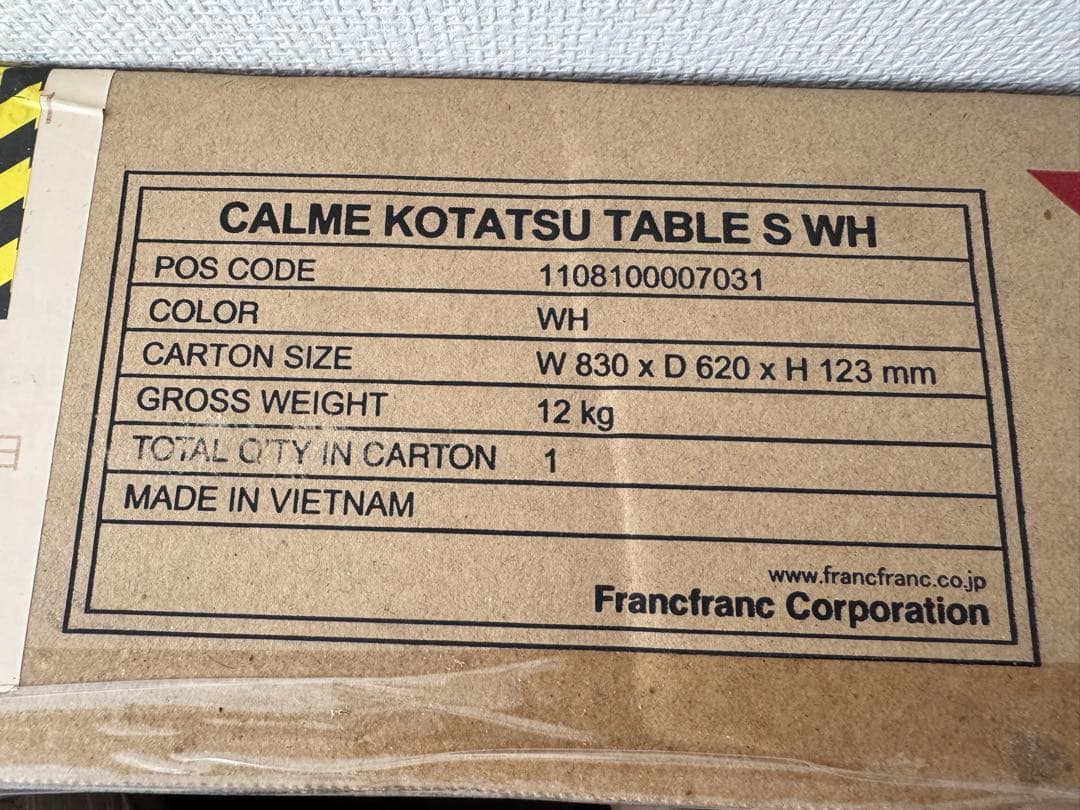 CALME KOTATSU TABLE S WH
POS CODE 1108100007031
COLOR WH
CARTON SIZE W 830 x D 620 x H 123 mm
GROSS WEIGHT 12 kg
TOTAL Q'TY IN CARTON 1
MADE IN VIETNAM
www.francfranc.co.jp
Francfranc Corporation